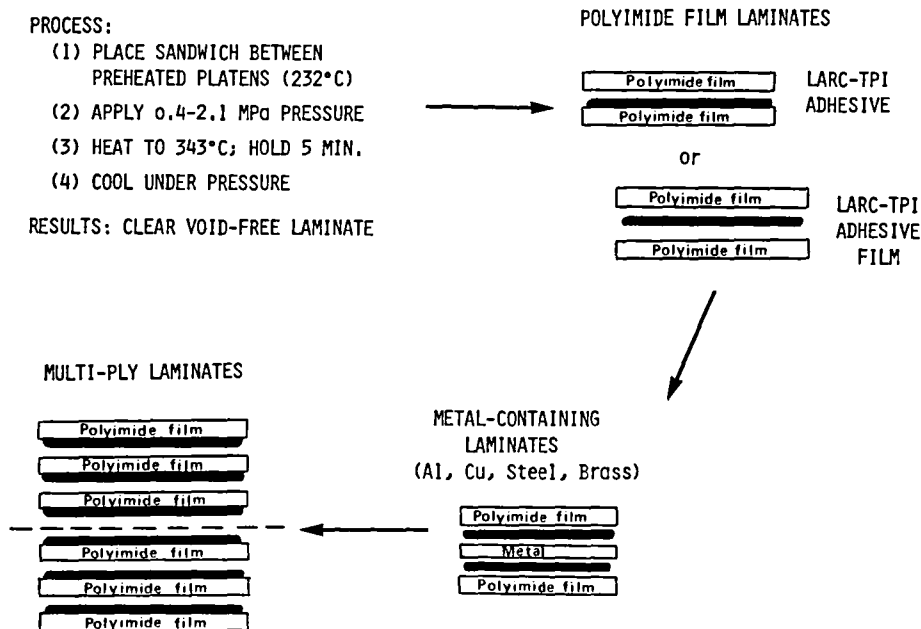 PROCESS:
(1) PLACE SANDWICH BETWEEN
PREHEATED PLATENS (232°C)
(2) APPLY 0.4-2.1 MPa PRESSURE
(3) HEAT TO 343°C; HOLD 5 MIN.
(4) COOL UNDER PRESSURE
RESULTS: CLEAR VOID-FREE LAMINATE
POLYIMIDE FILM LAMINATES
Polyimide film
Polyimide film
LARC-TPI
ADHESIVE
or
Polyimide film
Polyimide film
LARC-TPI
ADHESIVE
FILM
METAL-CONTAINING
LAMINATES
(Al, Cu, Steel, Brass)
Polyimide film
Metal
Polyimide film
MULTI-PLY LAMINATES
Polyimide film
Polyimide film
Polyimide film
Polyimide film
Polyimide film
Polyimide film